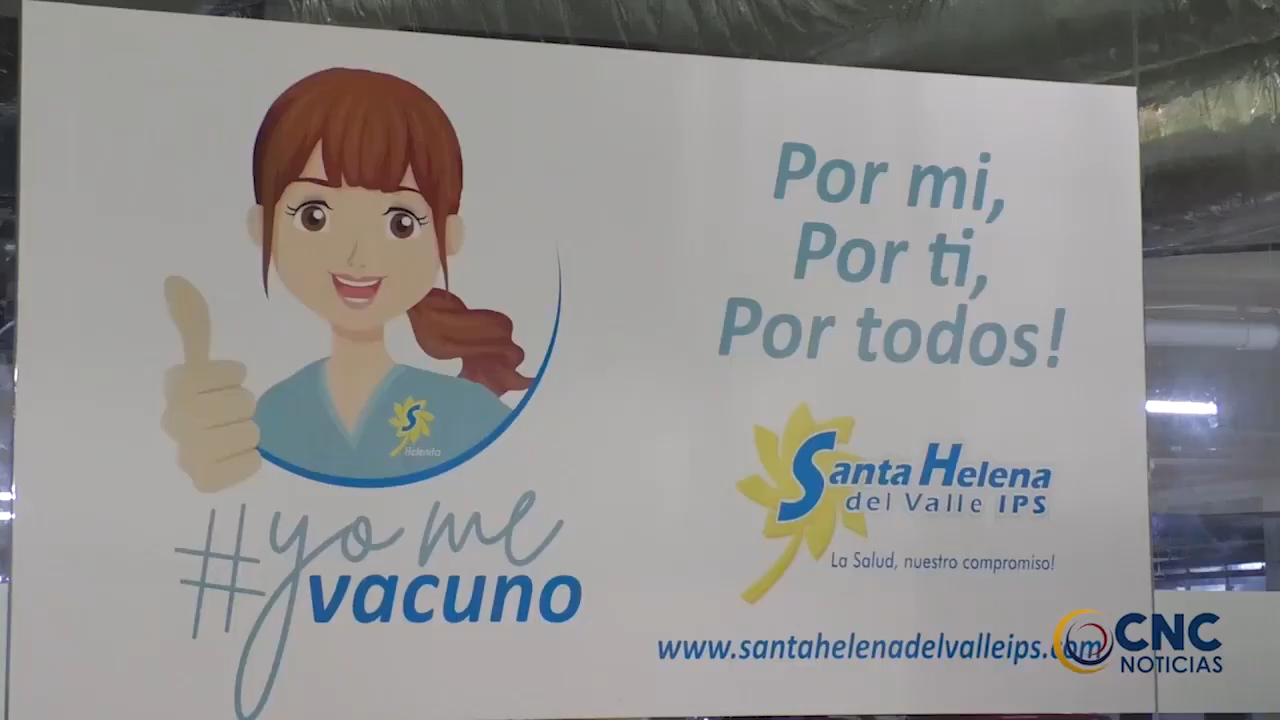 Por mi,
Por ti,
Por todos!
Santa Helena
del Valle IPS
La Salud, nuestro compromiso!
www.santahelenadelvalleips.com
#yo me
vacuno
S
Helenita
CNC
NOTICIAS